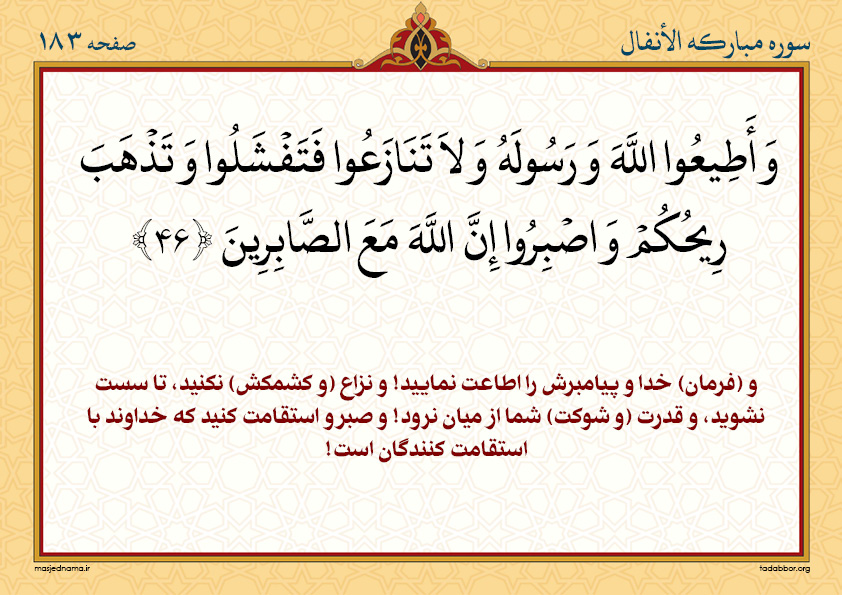 سوره مبارکه الأنفال
صفحه ۱۸۳
وَ أَطِيعُوا اللَّهَ وَ رَسُولَهُ وَ لاَ تَنَازَعُوا فَتَفْشَلُوا وَ تَذْهَبَ
رِيحُكُمْ وَ اصْبِرُوا إِنَّ اللَّهَ مَعَ الصَّابِرِينَ ﴿۴۶﴾
و (فرمان) خدا و پیامبرش را اطاعت نمایید! و نزاع (و کشمکش) نکنید، تا سست
نشوید، و قدرت (و شوکت) شما از میان نرود! و صبر و استقامت کنید که خداوند با
استقامت کنندگان است!
masjednama.ir
tadabbor.org